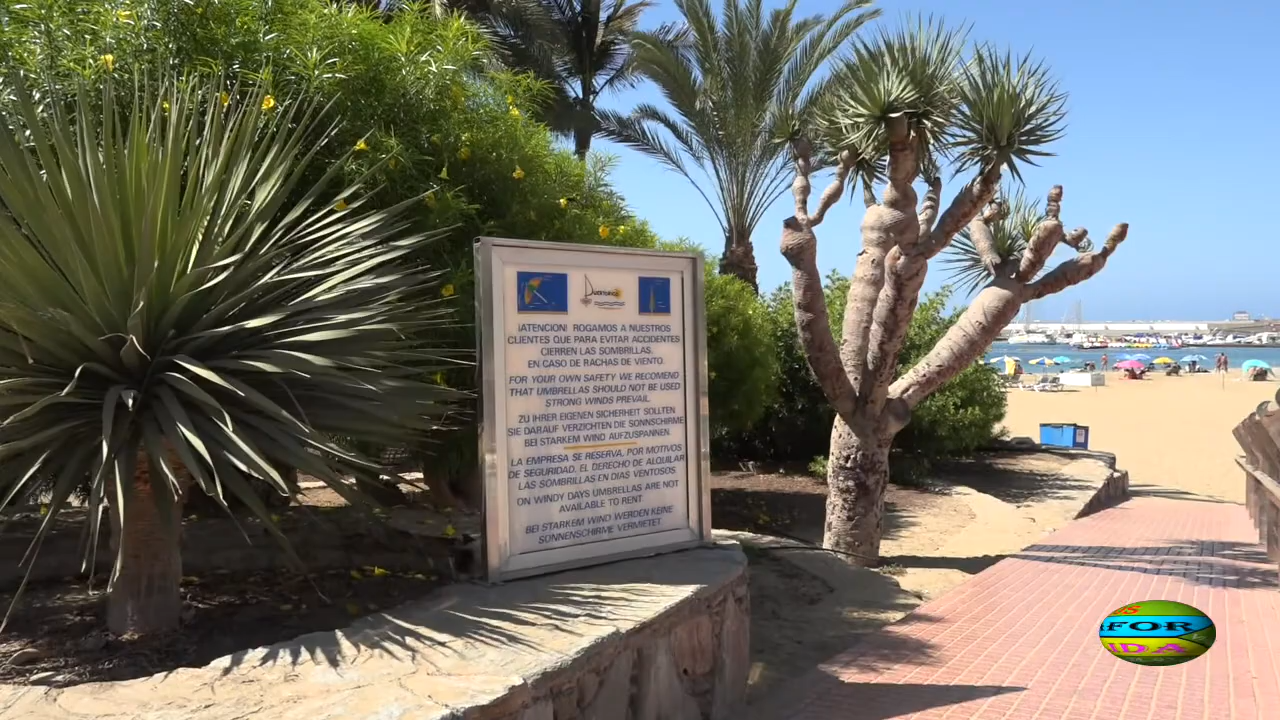 ¡ATENCION! ROGAMOS A NUESTROS
CLIENTES QUE PARA EVITAR ACCIDENTES
CIERREN LAS SOMBRILLAS,
EN CASO DE RACHAS DE VIENTO.
FOR YOUR OWN SAFETY WE RECOMEND
THAT UMBRELLAS SHOULD NOT BE USED
STRONG WINDS PREVAIL.
ZU IHRER EIGENEN SICHERHEIT SOLLTEN
SIE DARAUF VERZICHTEN DIE SONNSCHIRME
BEI STARKEM WIND AUFZUSPANNEN.
LA EMPRESA SE RESERVA, POR MOTIVOS
DE SEGURIDAD, EL DERECHO DE ALQUILAR
LAS SOMBRILLAS EN DIAS VENTOSOS
ON WINDY DAYS UMBRELLAS ARE NOT
AVAILABLE TO RENT
BEI STARKEM WIND WERDEN KEINE
SONNENSCHIRME VERMIETET
AFOR
IDA